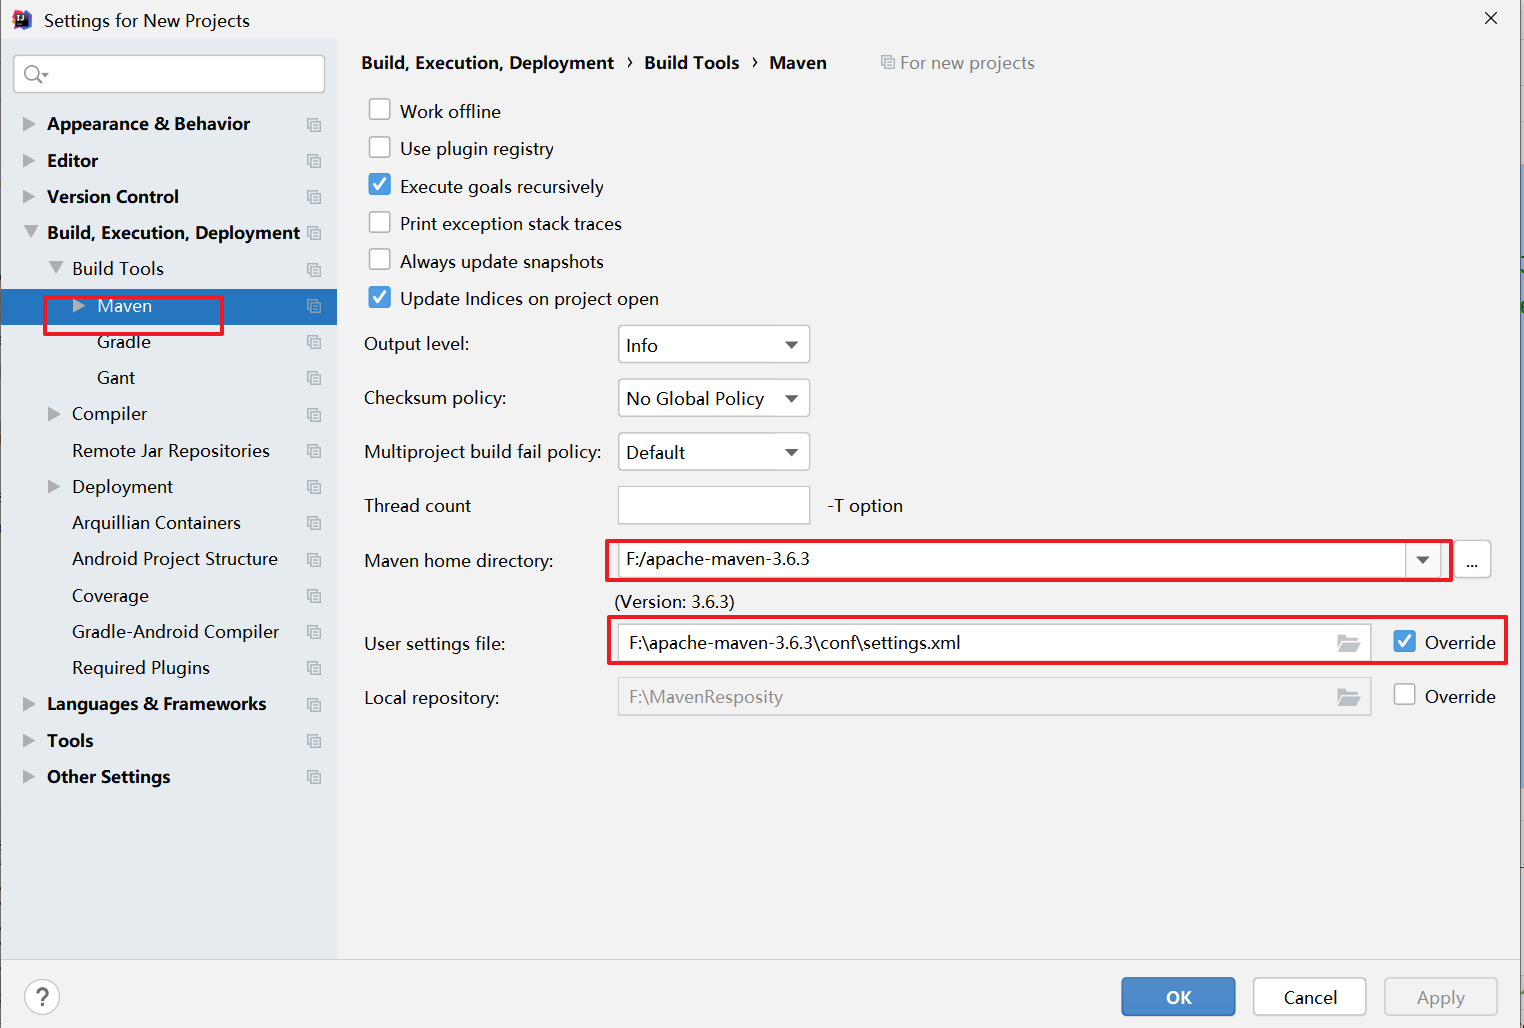 Settings for New Projects
Build, Execution, Deployment › Build Tools › Maven For new projects
Appearance & Behavior
Editor
Version Control
Build, Execution, Deployment
Build Tools
Maven
Gradle
Gant
Compiler
Remote Jar Repositories
Deployment
Arquillian Containers
Android Project Structure
Coverage
Gradle-Android Compiler
Required Plugins
Languages & Frameworks
Tools
Other Settings
Work offline
Use plugin registry
Execute goals recursively
Print exception stack traces
Always update snapshots
Update Indices on project open
Output level: Info
Checksum policy: No Global Policy
Multiproject build fail policy: Default
Thread count -T option
Maven home directory: F:/apache-maven-3.6.3 ...
(Version: 3.6.3)
User settings file: F:\apache-maven-3.6.3\conf\settings.xml Override
Local repository: F:\MavenResposity Override
? OK Cancel Apply